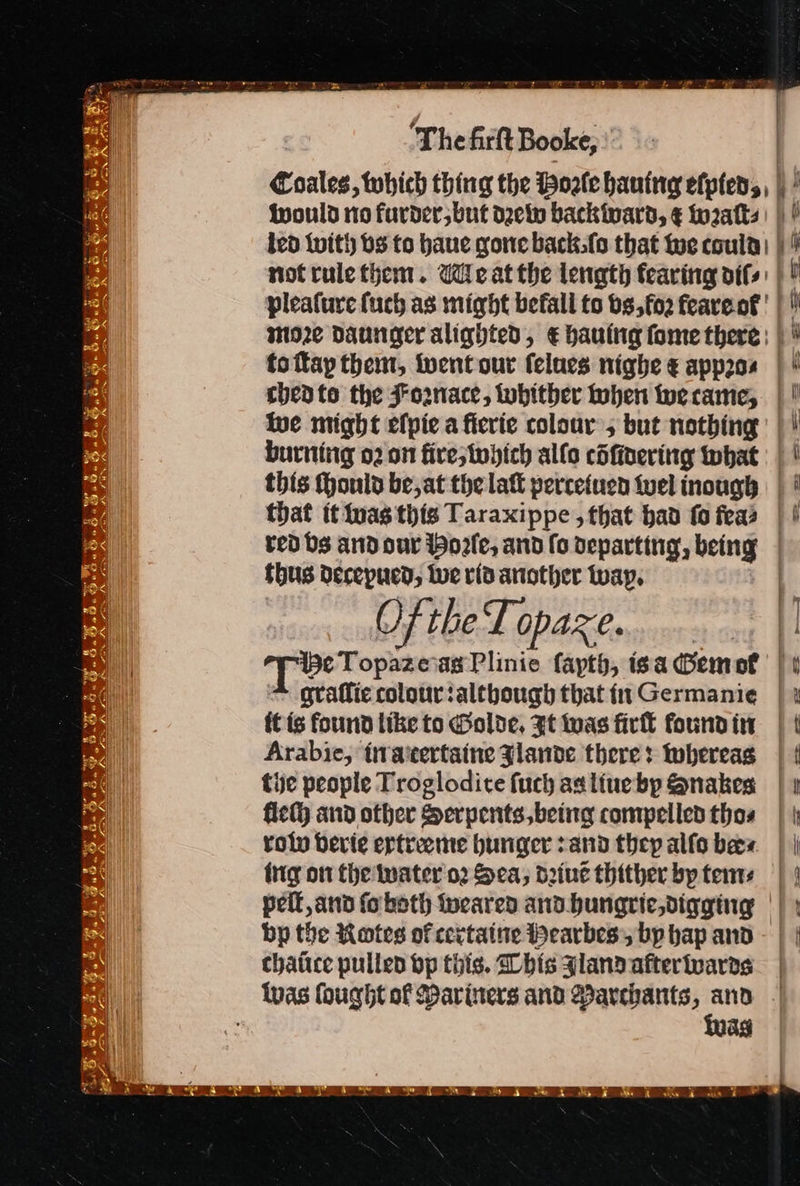 The first Booke,
Coales, which thing the Horse hauing espied,
would no furder, but drew backward, & wrast-
led with vs to haue gone back, so that we could
not rule them. We at the length fearing dis-
pleasure such as might befall to vs, for feare of
more daunger alighted, & hauing some there
to stay them, went our selues nighe & appro-
ched to the Fornace, whither when we came,
we might espie a fierie colour, but nothing
burning or on fire, which also cōsidering what
this should be, at the last perceiued wel inough
that it was this Taraxippe, that had so fea-
red vs and our Horse, and so departing, being
thus deceyued, we rid another way.
Of the Topaze.
THe Topaze as Plinie sayth, is a Gem of
grassie colour: although that in Germanie
it is found like to Golde. It was first found in
Arabie, in a certaine Ilande there: whereas
the people Troglodite such as liue by Snakes
flesh and other Serpents, being compelled tho-
row verie extreeme hunger: and they also bee-
ing on the water or Sea, driuē thither by tem-
pest, and so both weared and hungrie, digging
vp the Rootes of certaine Hearbes, by hap and
chaūce pulled vp this. This Iland afterwards
was sought of Mariners and Marchants, and
was